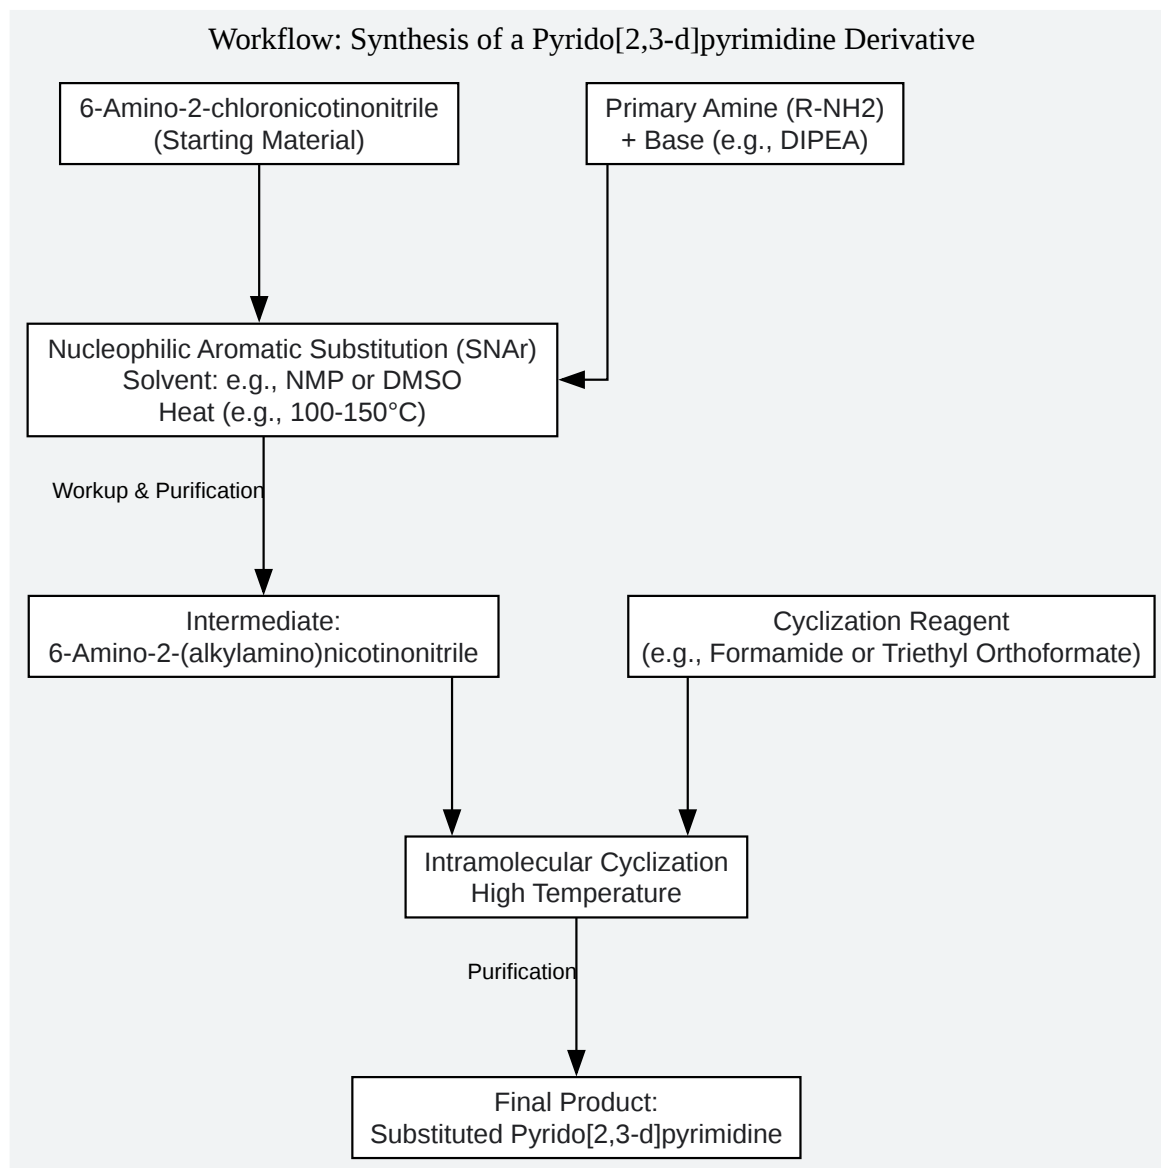 Workflow: Synthesis of a Pyrido[2,3-d]pyrimidine Derivative
6-Amino-2-chloronicotinonitrile
(Starting Material)
Primary Amine (R-NH2)
+ Base (e.g., DIPEA)
Nucleophilic Aromatic Substitution (SNAr)
Solvent: e.g., NMP or DMSO
Heat (e.g., 100-150°C)
Workup & Purification
Intermediate:
6-Amino-2-(alkylamino)nicotinonitrile
Cyclization Reagent
(e.g., Formamide or Triethyl Orthoformate)
Intramolecular Cyclization
High Temperature
Purification
Final Product:
Substituted Pyrido[2,3-d]pyrimidine